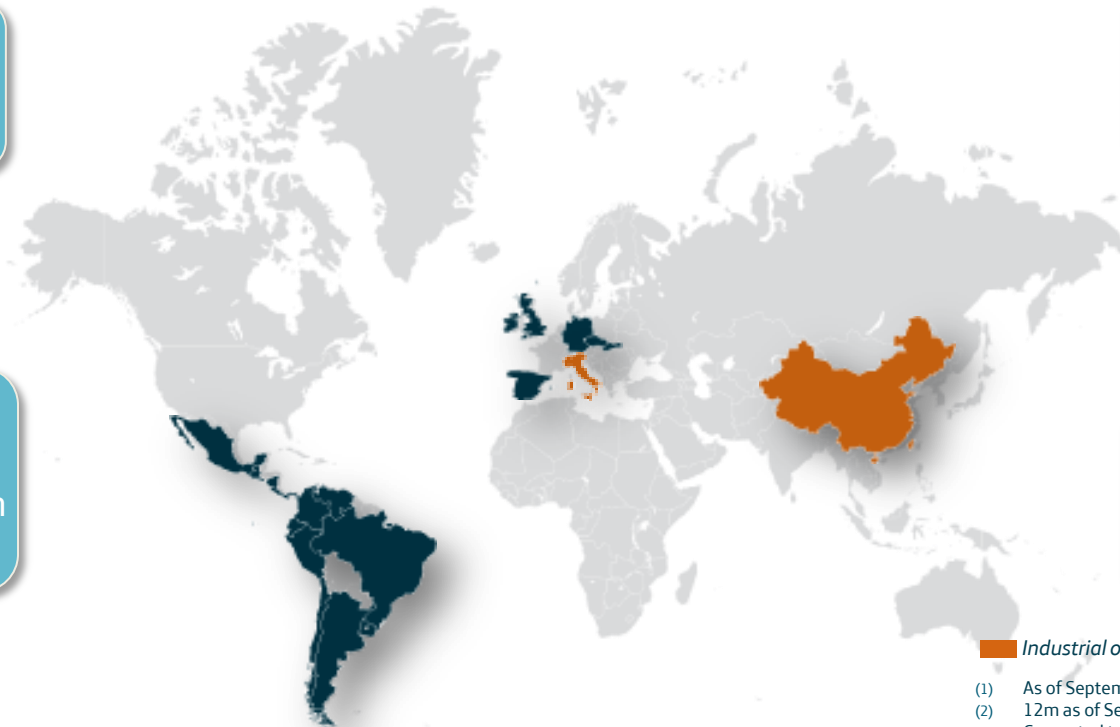 n
Industrial o
(1) As of Septem
(2) 12m as of Se